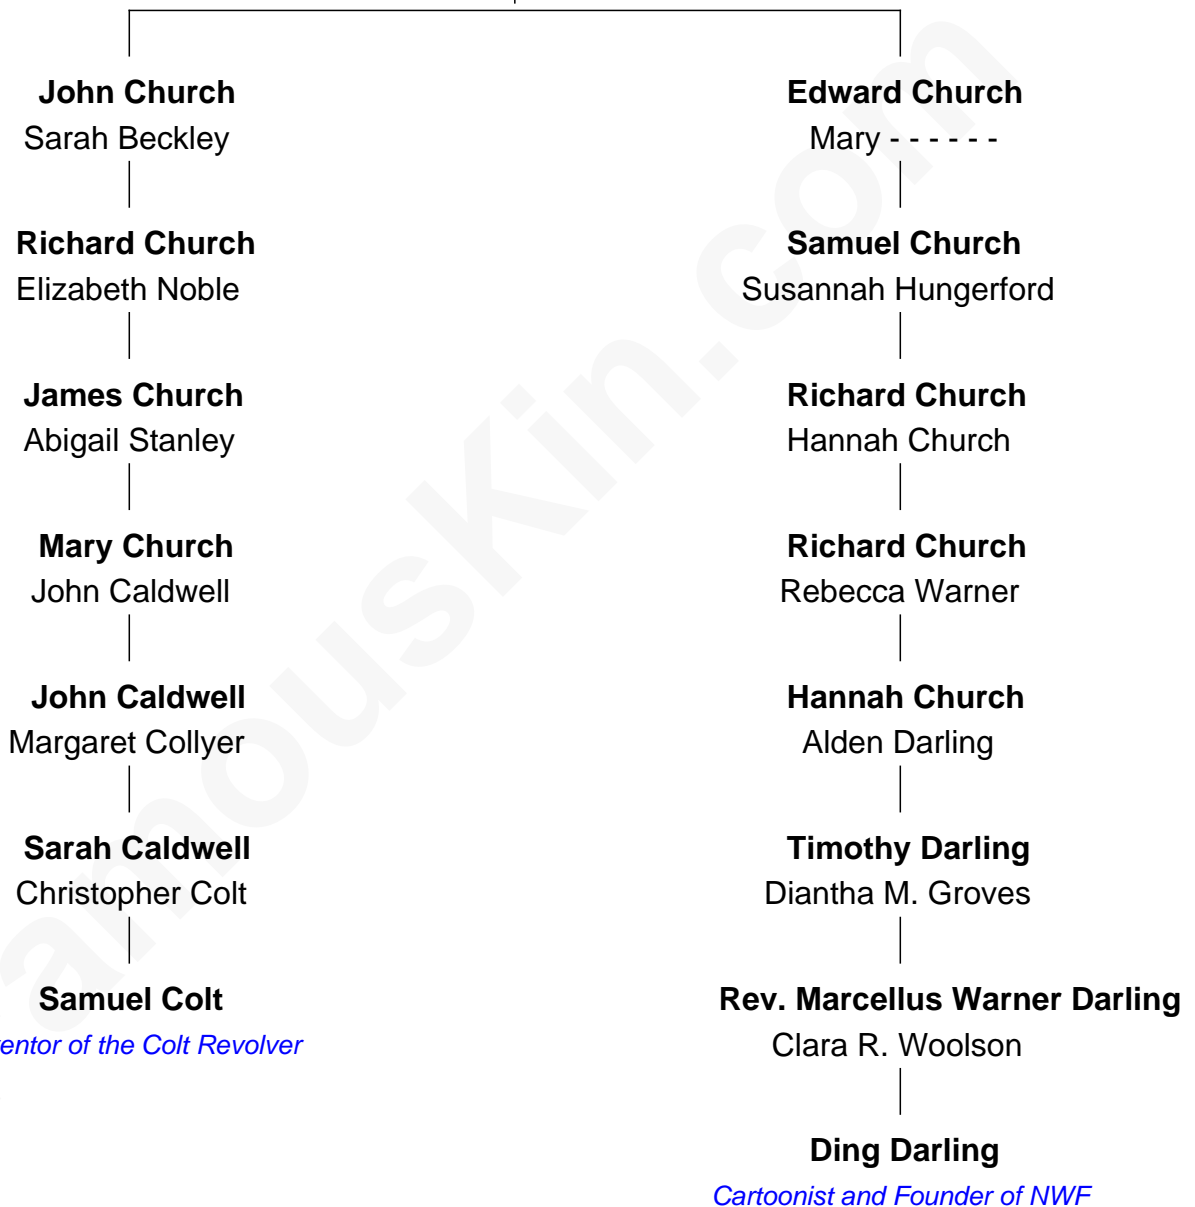 John Church
Sarah Beckley
Richard Church
Elizabeth Noble
James Church
Abigail Stanley
Mary Church
John Caldwell
John Caldwell
Margaret Collyer
Sarah Caldwell
Christopher Colt
Samuel Colt
of the Colt Revolver
Edward Church
Mary - - - - - -
Samuel Church
Susannah Hungerford
Richard Church
Hannah Church
Richard Church
Rebecca Warner
Hannah Church
Alden Darling
Timothy Darling
Diantha M. Groves
Rev. Marcellus Warner Darling
Clara R. Woolson
Ding Darling
Cartoonist and Founder of NWF
amouskin.com